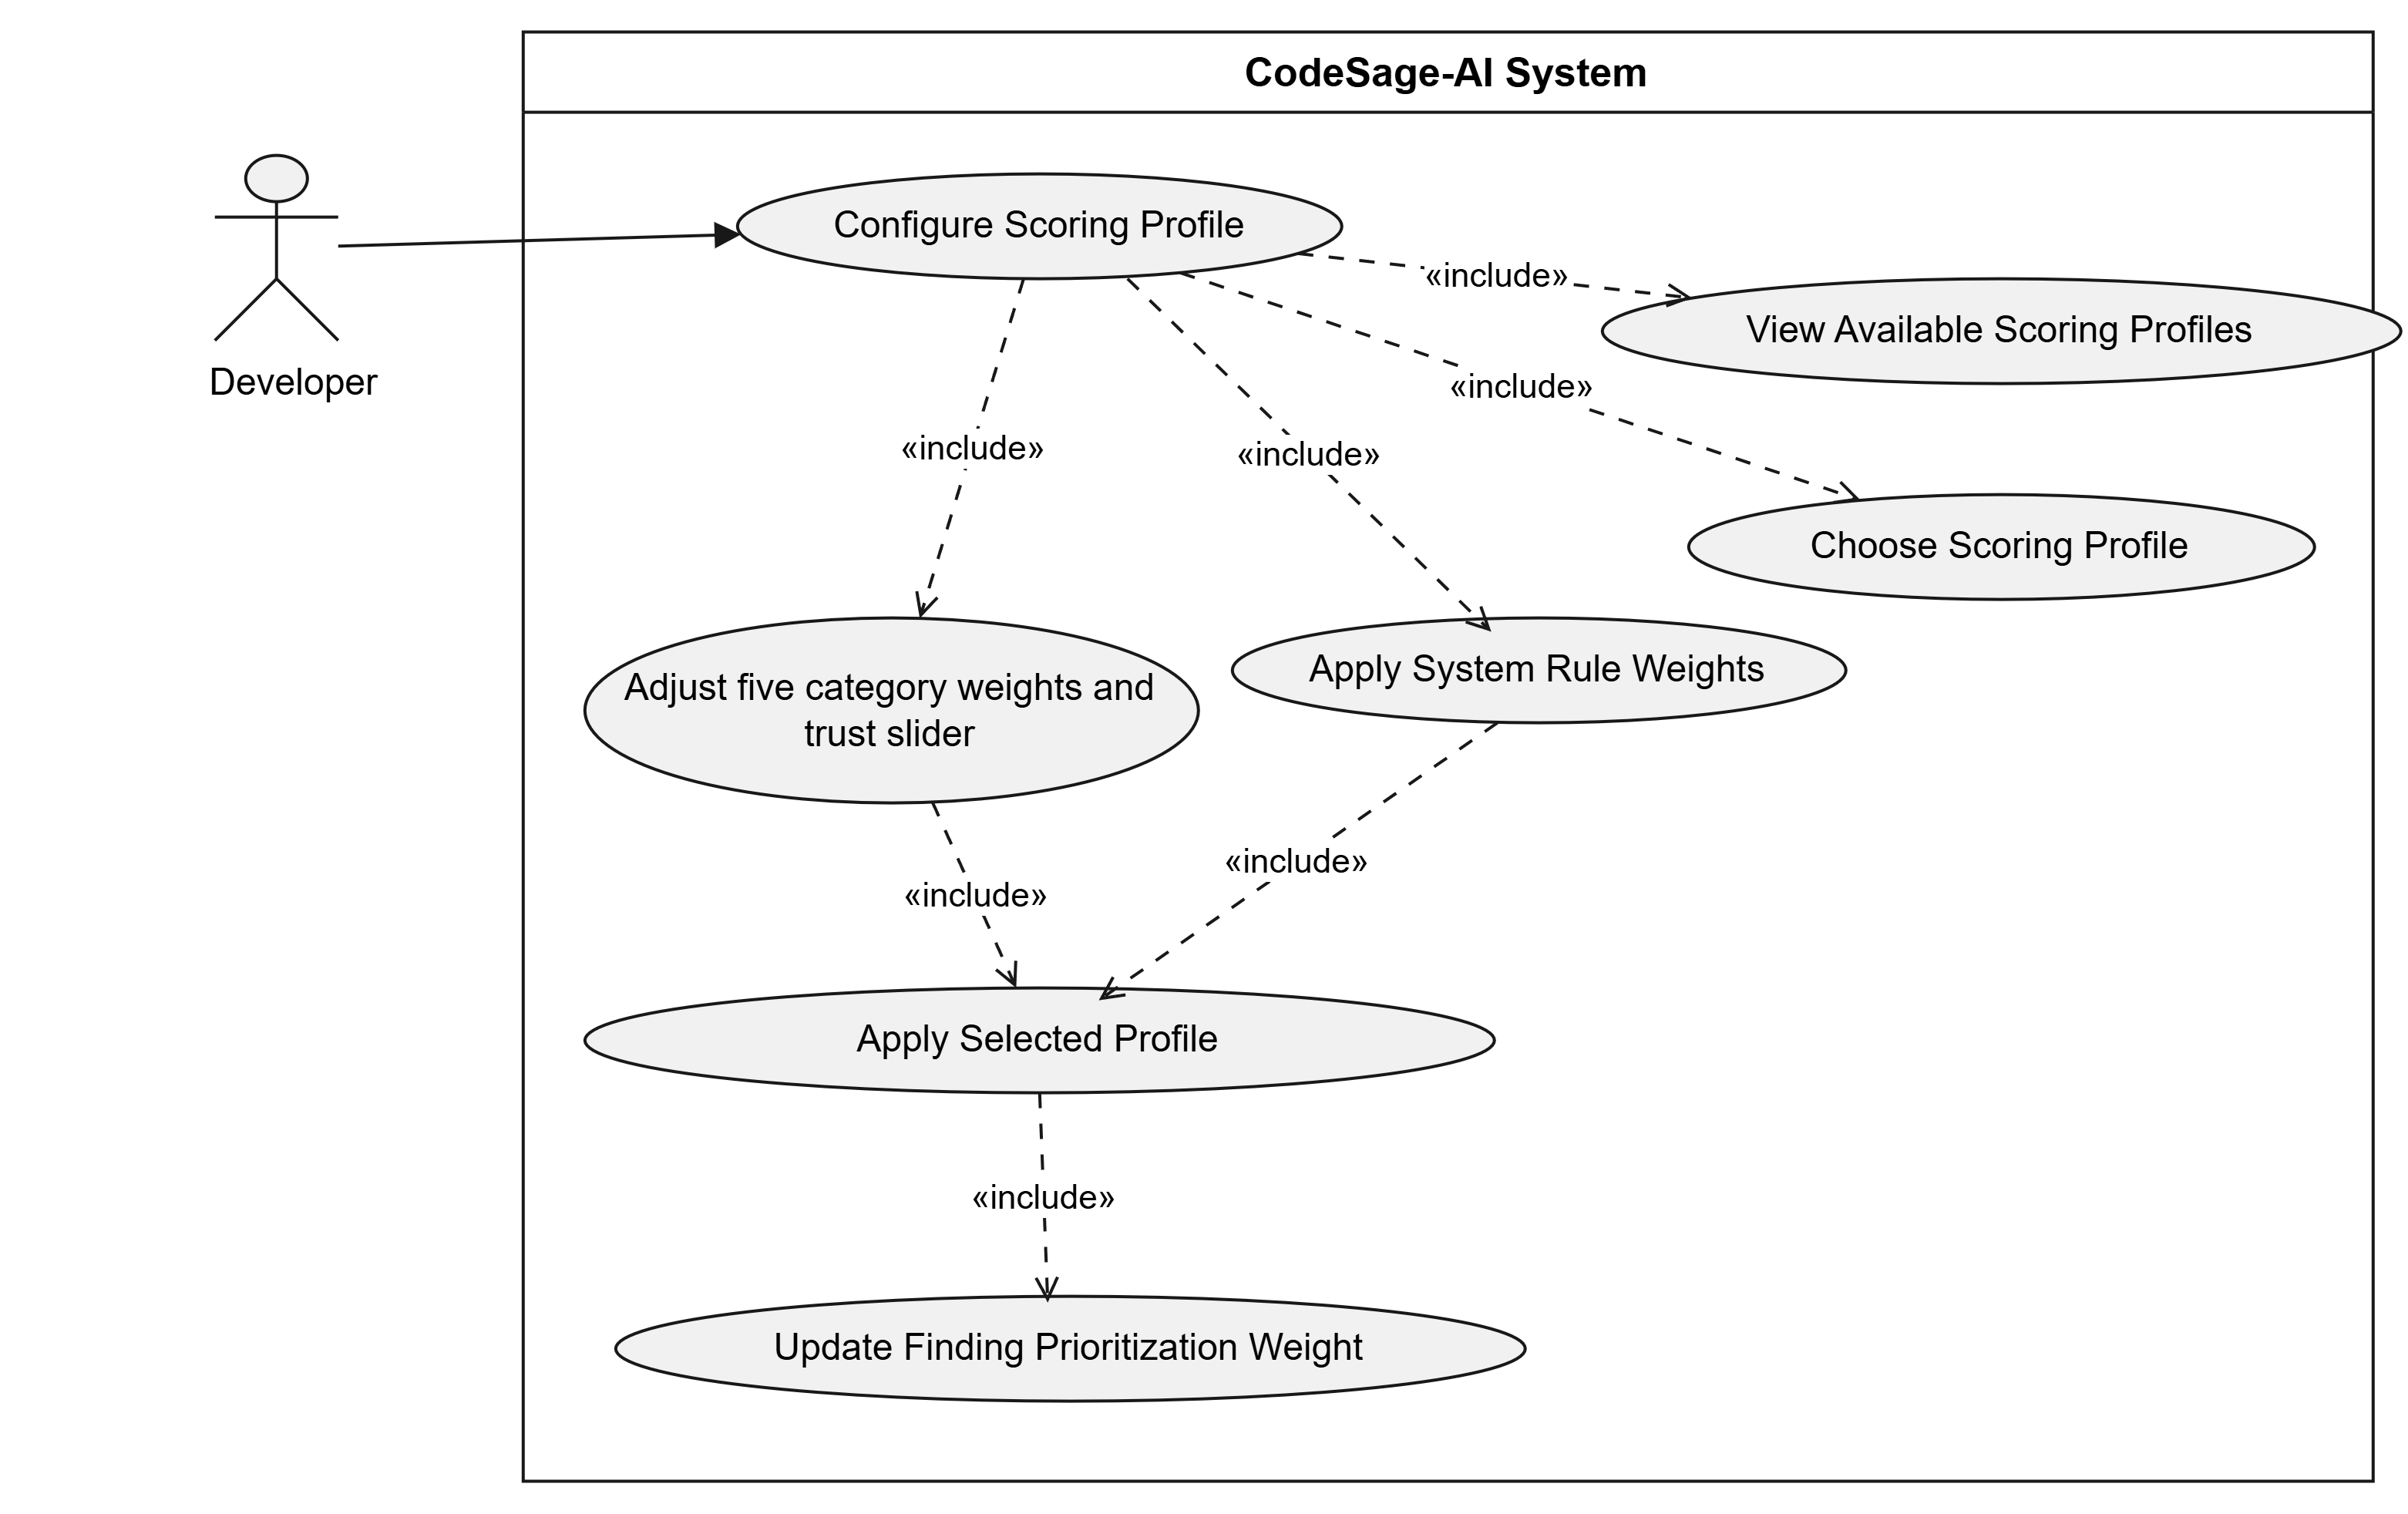 CodeSage-AI System
Developer
Configure Scoring Profile
«include»
View Available Scoring Profiles
«include»
Choose Scoring Profile
«include»
«include»
Adjust five category weights and
trust slider
Apply System Rule Weights
«include»
«include»
Apply Selected Profile
«include»
Update Finding Prioritization Weight